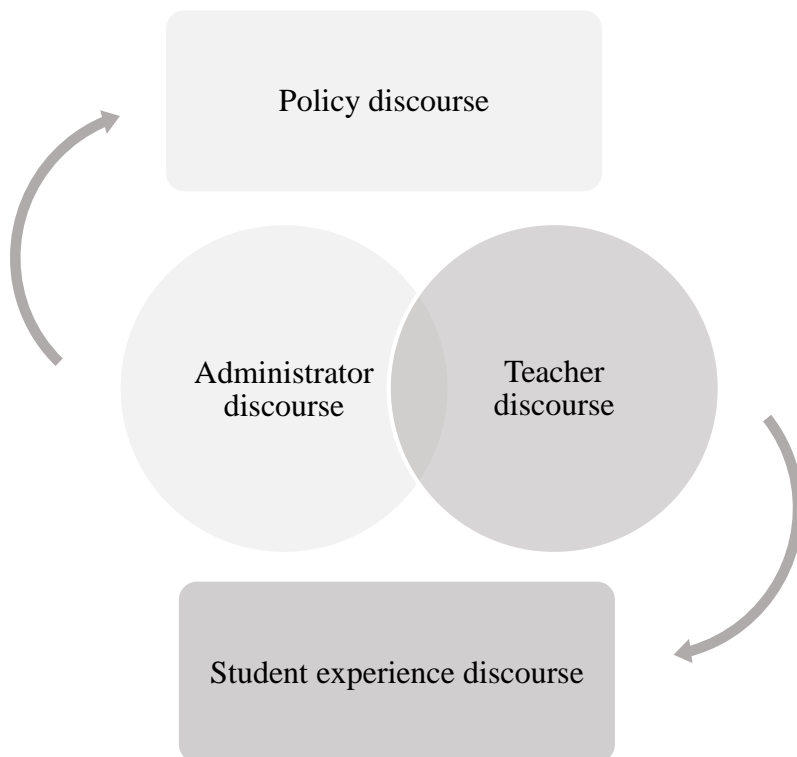 Policy discourse
Administrator
discourse
Teacher
discourse
Student experience discourse